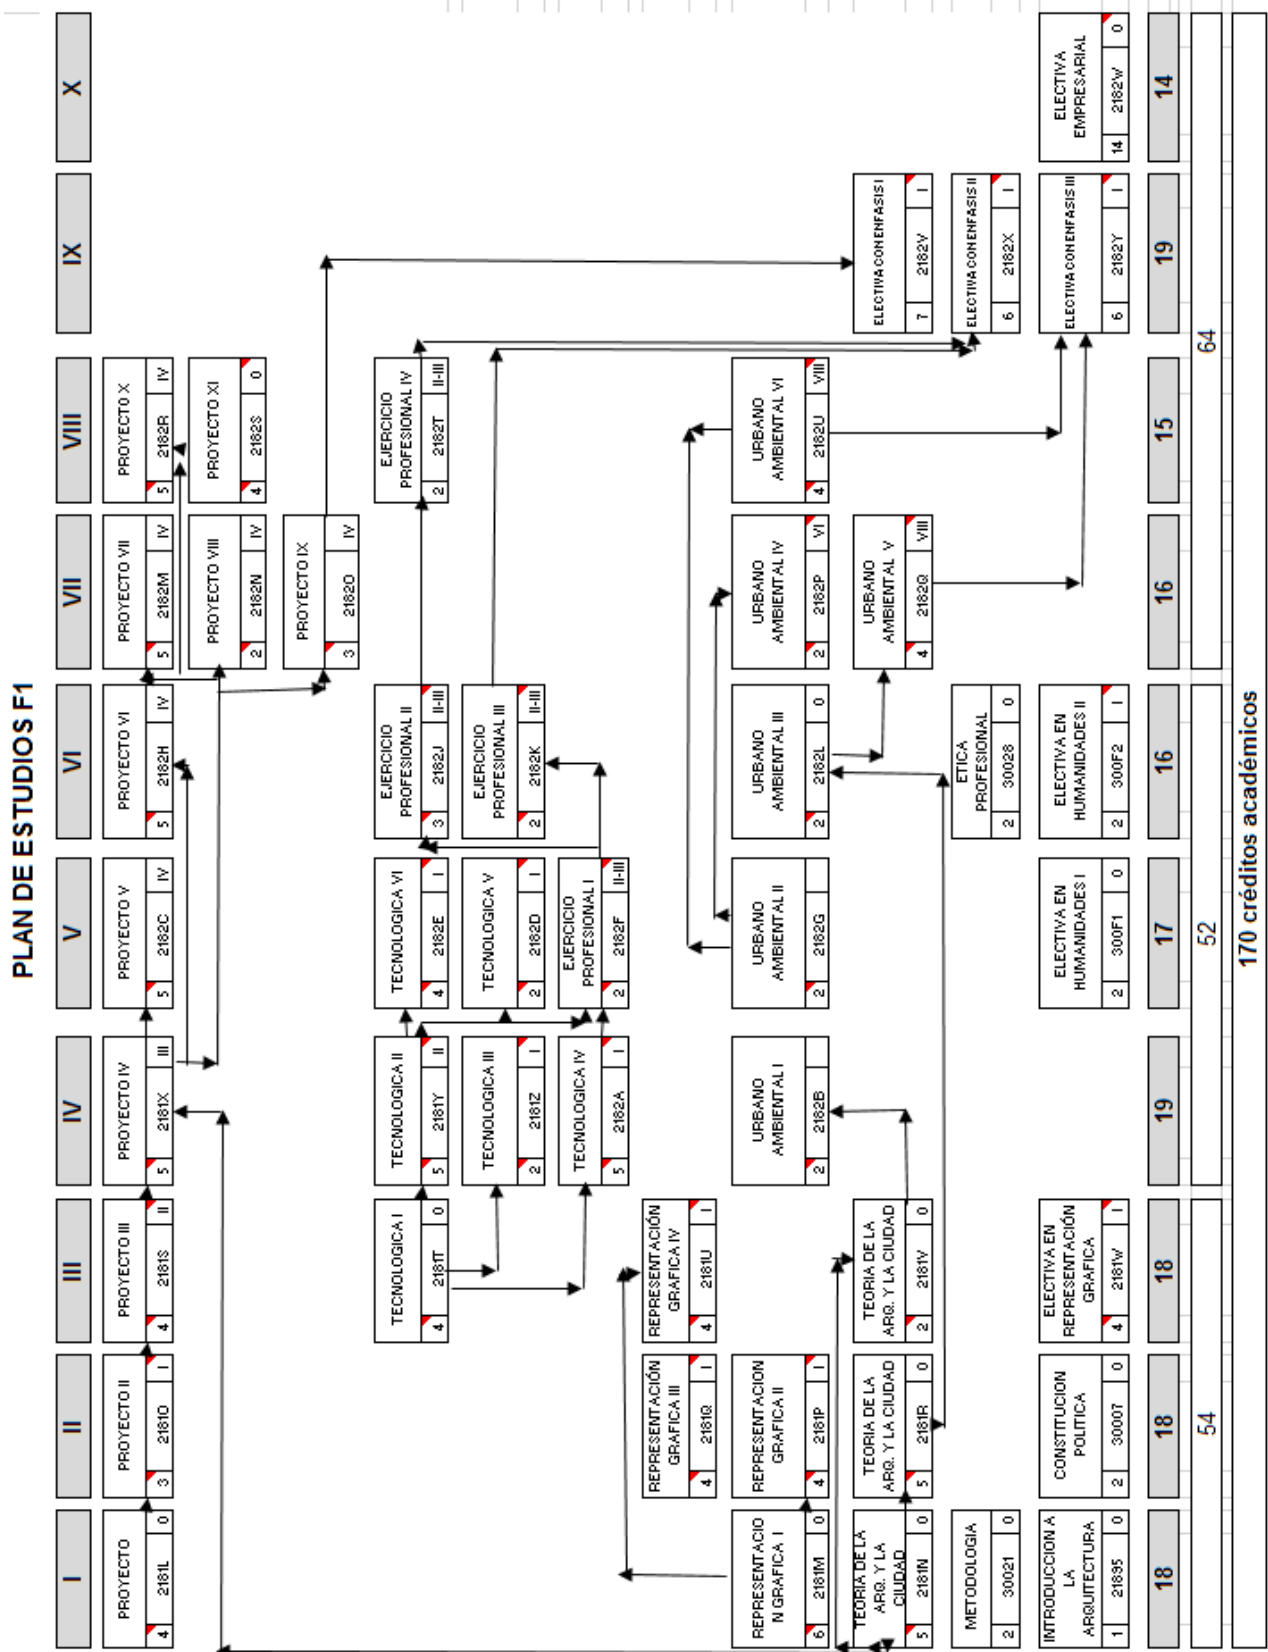 PLAN DE ESTUDIOS F1
I
II
III
IV
V
VI
VII
VIII
IX
X
PROYECTO
4 2181L 0
REPRESENTACIO
N GRAFICA I
6 2181M 0
TEORIA DE LA
ARQ. Y LA
CIUDAD
5 2181N 0
METODOLOGIA
2 30021 0
INTRODUCCION A
LA
ARQUITECTURA
1 21895 0
18
PROYECTO II
3 2181O I
REPRESENTACIÓN
GRAFICA III
4 2181Q I
REPRESENTACION
GRAFICA II
4 2181P I
TEORIA DE LA
ARQ. Y LA CIUDAD
5 2181R 0
CONSTITUCION
POLITICA
2 30007 0
18
PROYECTO III
4 2181S II
TECNOLOGICA I
4 2181T 0
REPRESENTACIÓN
GRAFICA IV
4 2181U I
TEORIA DE LA
ARQ. Y LA CIUDAD
2 2181V 0
ELECTIVA EN
REPRESENTACIÓN
GRAFICA
4 2181W I
18
PROYECTO IV
5 2181X III
TECNOLOGICA II
5 2181Y II
TECNOLOGICA III
2 2181Z I
TECNOLOGICA IV
5 2182A I
URBANO
AMBIENTAL I
2 2182B
19
PROYECTO V
5 2182C IV
TECNOLOGICA VI
4 2182E I
TECNOLOGICA V
2 2182D I
EJERCICIO
PROFESIONAL I
2 2182F II-III
URBANO
AMBIENTAL II
2 2182G
ELECTIVA EN
HUMANIDADES I
2 300F1 0
17
PROYECTO VI
5 2182H IV
EJERCICIO
PROFESIONAL II
3 2182J II-III
EJERCICIO
PROFESIONAL III
2 2182K II-III
URBANO
AMBIENTAL III
2 2182L 0
ETICA
PROFESIONAL
2 30028 0
ELECTIVA EN
HUMANIDADES II
2 300F2 I
16
PROYECTO VII
5 2182M IV
PROYECTO VIII
2 2182N IV
PROYECTO IX
3 2182O IV
URBANO
AMBIENTAL IV
2 2182P VI
URBANO
AMBIENTAL V
4 2182Q VIII
16
PROYECTO X
5 2182R IV
PROYECTO XI
4 2182S 0
EJERCICIO
PROFESIONAL IV
2 2182T II-III
URBANO
AMBIENTAL VI
4 2182U VIII
15
ELECTIVA CON ENFASIS I
7 2182V I
ELECTIVA CON ENFASIS II
6 2182X I
ELECTIVA CON ENFASIS III
6 2182Y I
19
ELECTIVA
EMPRESARIAL
14 2182W 0
14
54
52
64
170 créditos académicos